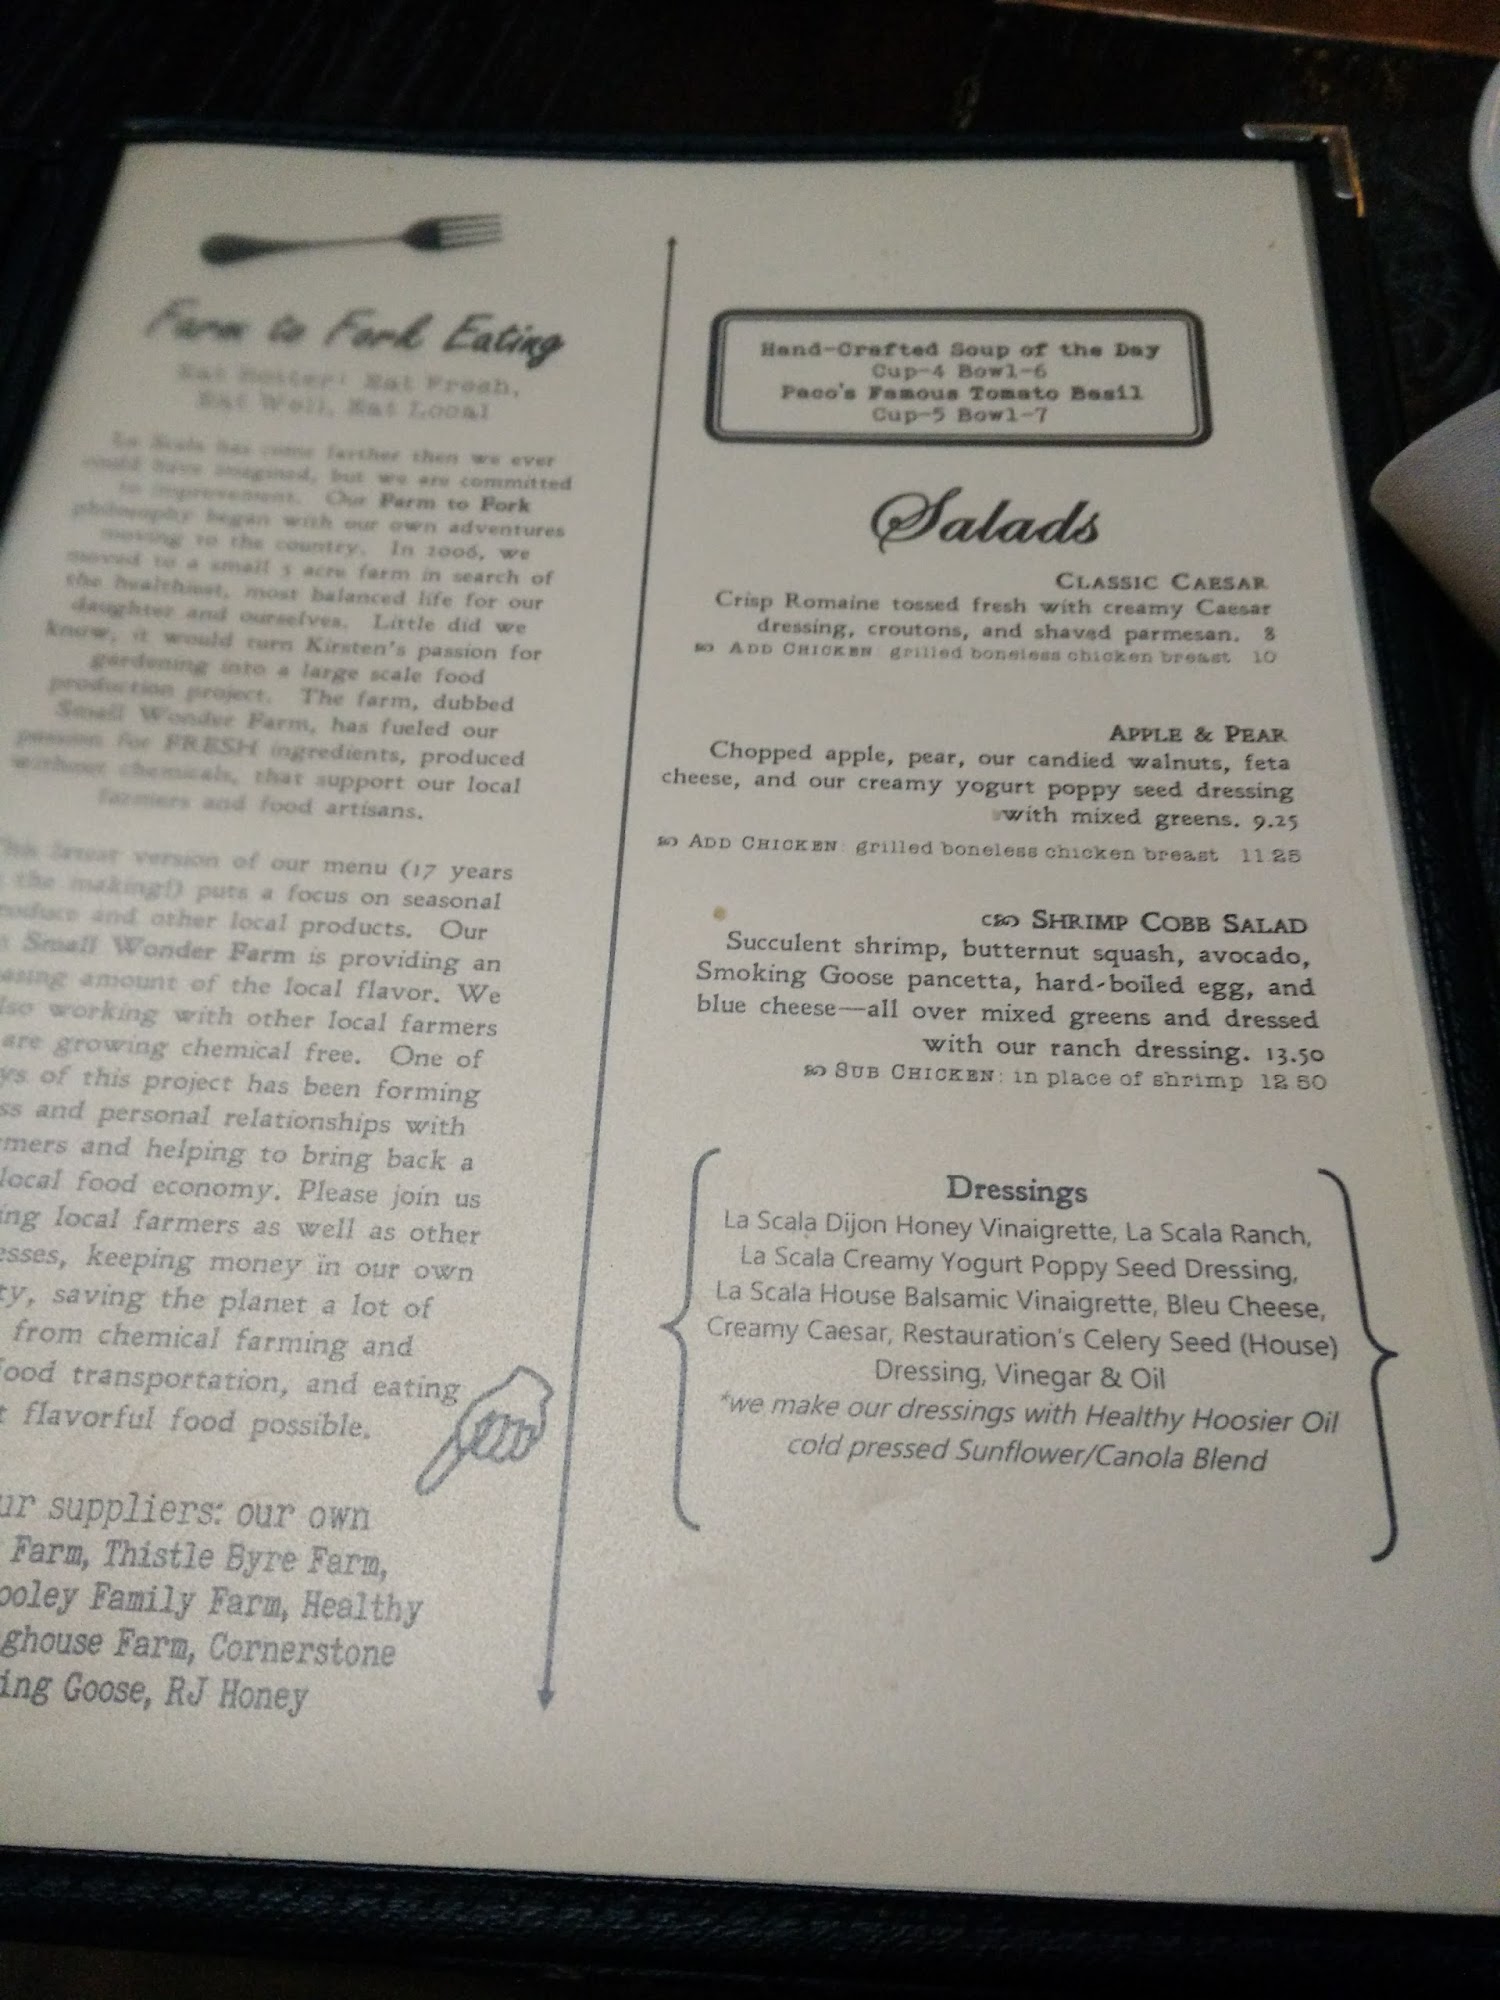 Farm to Fork Eating
Eat Better! Eat Fresh,
Eat Well, Eat Local
La Scala has come farther then we ever
could have imagined, but we are committed
to improvement. Our Farm to Fork
philosophy began with our own adventures
moving to the country. In 2006, we
moved to a small 5 acre farm in search of
the healthiest, most balanced life for our
daughter and ourselves. Little did we
know, it would turn Kirsten's passion for
gardening into a large scale food
production project. The farm, dubbed
Small Wonder Farm, has fueled our
passion for FRESH ingredients, produced
without chemicals, that support our local
farmers and food artisans.
This latest version of our menu (17 years
the making!) puts a focus on seasonal
and other local products. Our
Small Wonder Farm is providing an
amount of the local flavor. We
working with other local farmers
are growing chemical free. One of
of this project has been forming
and personal relationships with
and helping to bring back a
local food economy. Please join us
local farmers as well as other
keeping money in our own
saving the planet a lot of
from chemical farming and
food transportation, and eating
flavorful food possible.
suppliers: our own
Farm, Thistle Byre Farm,
Family Farm, Healthy
Farm, Cornerstone
Goose, RJ Honey
Hand-Crafted Soup of the Day
Cup-4 Bowl-6
Paco's Famous Tomato Basil
Cup-5 Bowl-7
Salads
CLASSIC CAESAR
Crisp Romaine tossed fresh with creamy Caesar
dressing, croutons, and shaved parmesan. 8
ADD CHICKEN: grilled boneless chicken breast 10
APPLE & PEAR
Chopped apple, pear, our candied walnuts, feta
cheese, and our creamy yogurt poppy seed dressing
with mixed greens. 9.25
ADD CHICKEN: grilled boneless chicken breast 11.25
SHRIMP COBB SALAD
Succulent shrimp, butternut squash, avocado,
Smoking Goose pancetta, hard-boiled egg, and
blue cheese—all over mixed greens and dressed
with our ranch dressing. 13.50
SUB CHICKEN: in place of shrimp 12.50
Dressings
La Scala Dijon Honey Vinaigrette, La Scala Ranch,
La Scala Creamy Yogurt Poppy Seed Dressing,
La Scala House Balsamic Vinaigrette, Bleu Cheese,
Creamy Caesar, Restauration's Celery Seed (House)
Dressing, Vinegar & Oil
*we make our dressings with Healthy Hoosier Oil
cold pressed Sunflower/Canola Blend